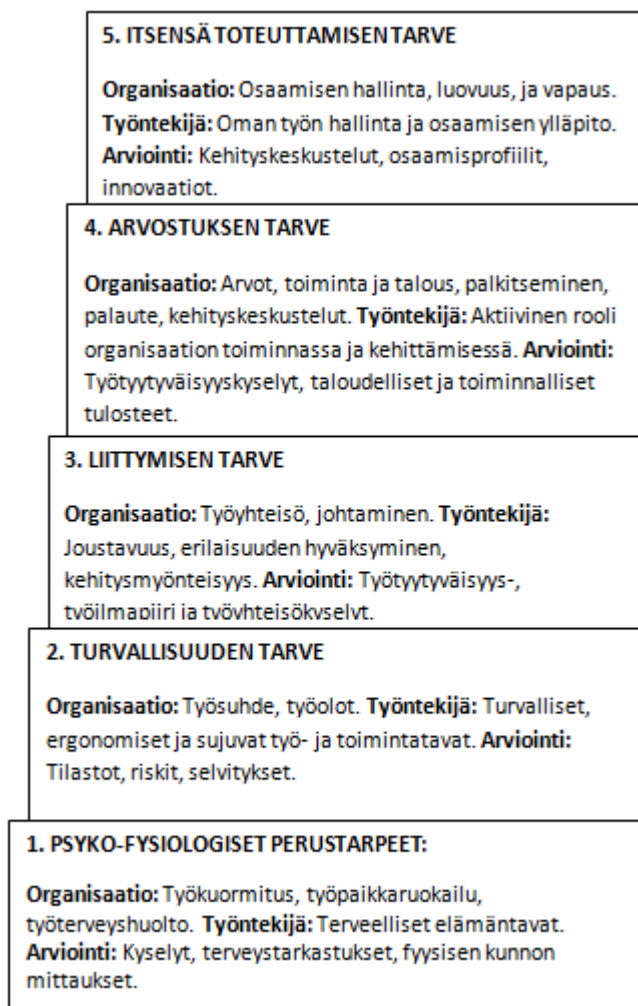 5. ITSENSÄ TOTEUTTAMISEN TARVE
Organisaatio: Osaamisen hallinta, luovuus, ja vapaus.
Työntekijä: Oman työn hallinta ja osaamisen ylläpito.
Arviointi: Kehityskeskustelut, osaamisprofiilit,
innovaatiot.
4. ARVOSTUKSEN TARVE
Organisaatio: Arvot, toiminta ja talous, palkitseminen,
palaute, kehityskeskustelut. Työntekijä: Aktiivinen rooli
organisaation toiminnassa ja kehittämisessä. Arviointi:
Työtyytyväisyyskyselyt, taloudelliset ja toiminnalliset
tulosteet.
3. LIITTYMISEN TARVE
Organisaatio: Työyhteisö, johtaminen. Työntekijä:
Joustavuus, erilaisuuden hyväksyminen,
kehitysmyönteisyys. Arviointi: Työtyytyväisyys-,
työilmapiiri ja työyhteisökyselyt.
2. TURVALLISUUDEN TARVE
Organisaatio: Työsuhde, työolot. Työntekijä: Turvalliset,
ergonomiset ja sujuvat työ- ja toimintatavat. Arviointi:
Tilastot, riskit, selvitykset.
1. PSYKO-FYSIOLOGISET PERUSTARPEET:
Organisaatio: Työkuormitus, työpaikkaruokailu,
työterveyshuolto. Työntekijä: Terveelliset elämäntavat.
Arviointi: Kyselyt, terveystarkastukset, fyysisen kunnon
mittaukset.